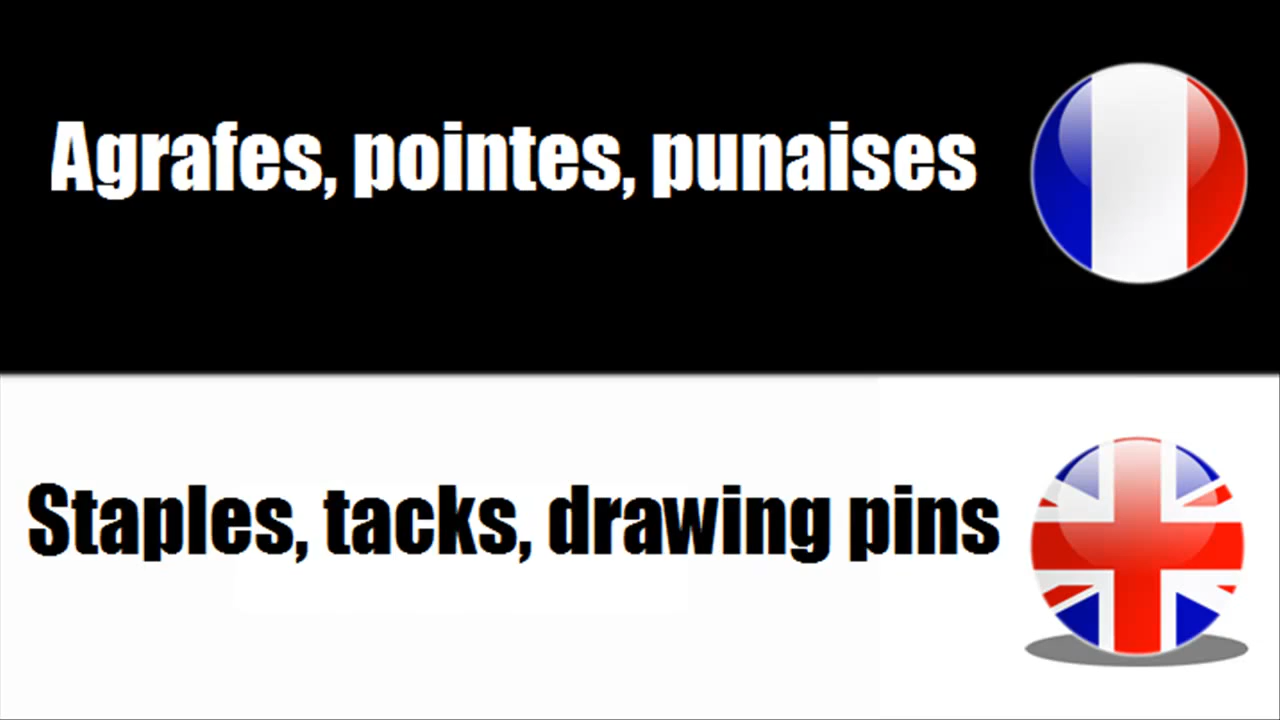 Agrafes, pointes, punaises
Staples, tacks, drawing pins